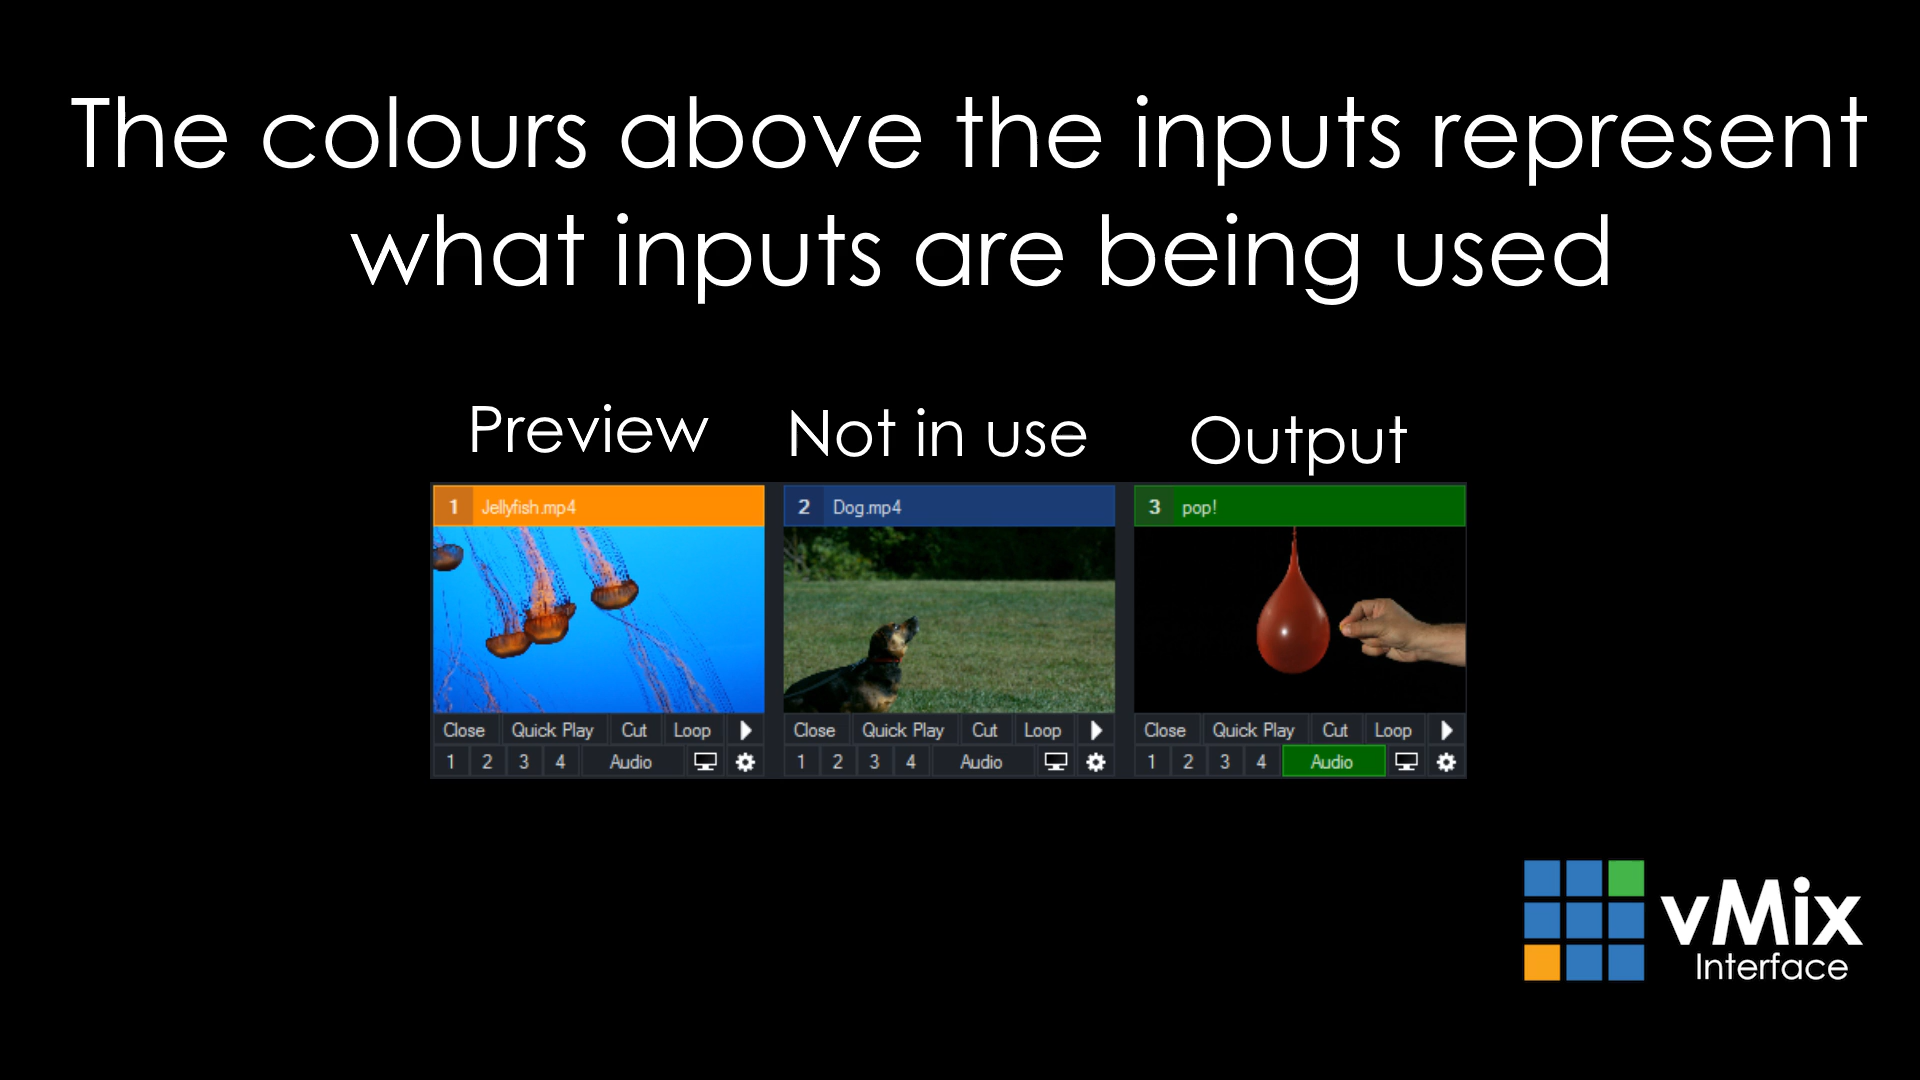 The colours above the inputs represent
what inputs are being used
Preview Not in use Output
1 Jellyfish.mp4 2 Dog.mp4 3 pop!
Close Quick Play Cut Loop Close Quick Play Cut Loop Close Quick Play Cut Loop
1 2 3 4 Audio 1 2 3 4 Audio 1 2 3 4 Audio
vMix
Interface